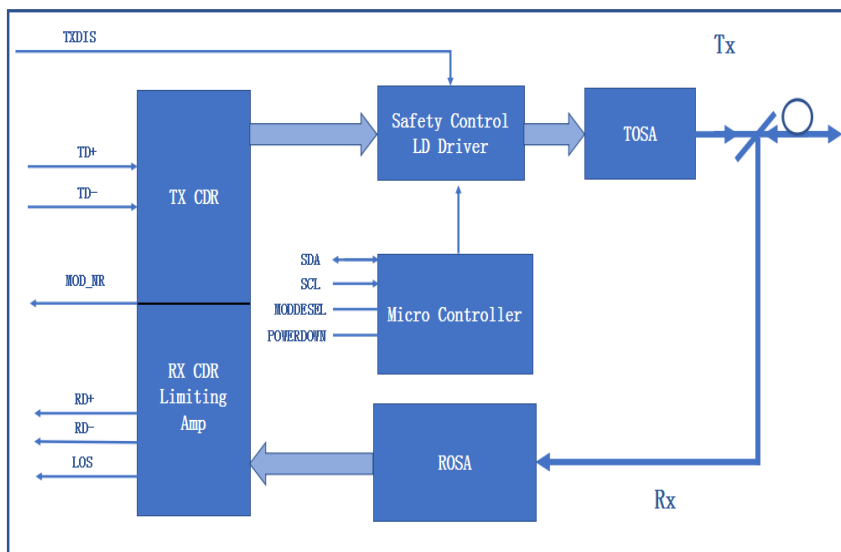 TXDIS
Tx
Safety Control
LD Driver
TOSA
TD+
TD-
TX CDR
MOD_NR
SDA
SCL
MODDESEL
POWERDOWN
Micro Controller
RX CDR
Limiting
Amp
RD+
RD-
LOS
ROSA
Rx